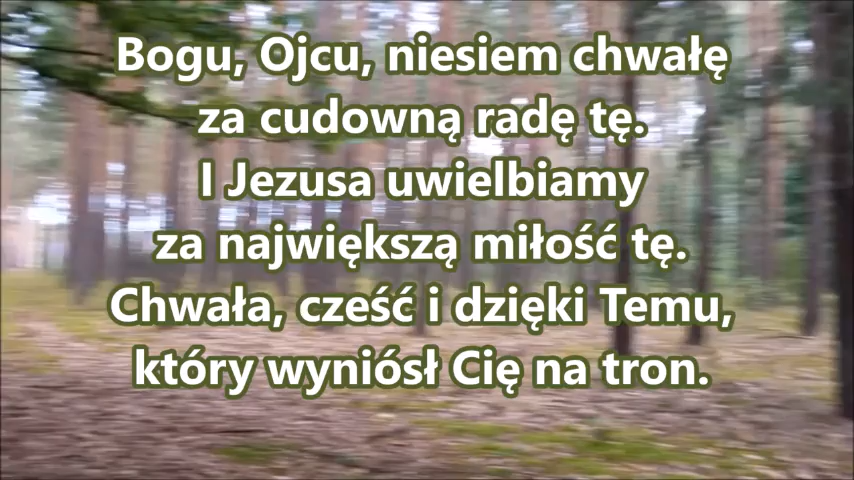 Bogu, Ojcu, niesiem chwałę
za cudowną radę tę.
I Jezusa uwielbiamy
za największą miłość tę.
Chwała, cześć i dzięki Temu,
który wyniósł Cię na tron.